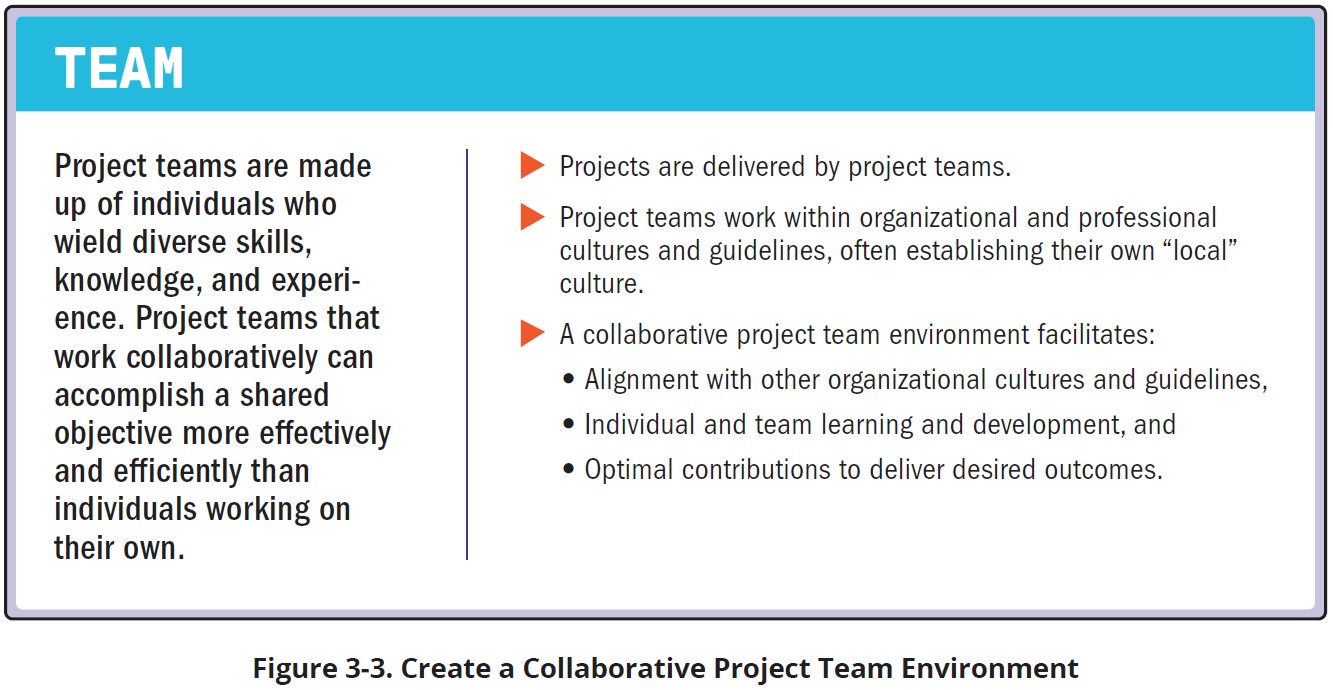 TEAM
Project teams are made
up of individuals who
wield diverse skills,
knowledge, and experi-
ence. Project teams that
work collaboratively can
accomplish a shared
objective more effectively
and efficiently than
individuals working on
their own.
▶ Projects are delivered by project teams.
▶ Project teams work within organizational and professional
cultures and guidelines, often establishing their own “local”
culture.
▶ A collaborative project team environment facilitates:
• Alignment with other organizational cultures and guidelines,
• Individual and team learning and development, and
• Optimal contributions to deliver desired outcomes.
Figure 3-3. Create a Collaborative Project Team Environment